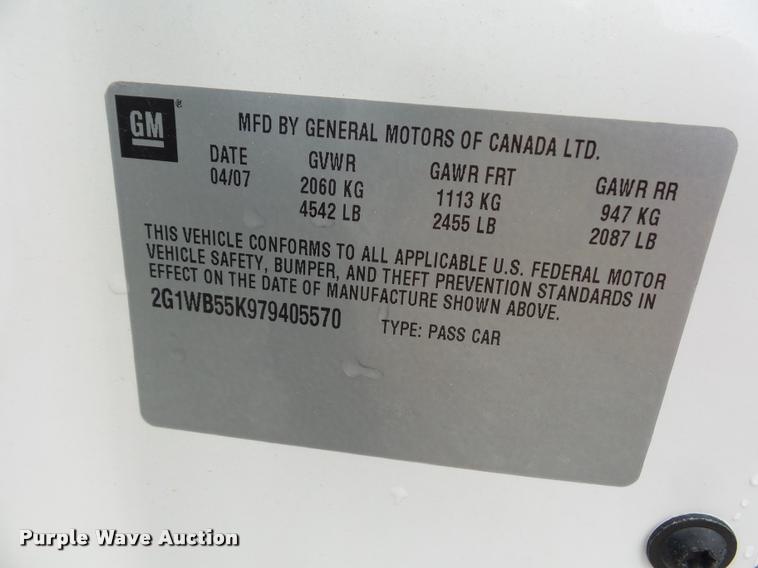 GM®
MFD BY GENERAL MOTORS OF CANADA LTD.
DATE GVWR GAWR FRT GAWR RR
04/07 2060 KG 1113 KG 947 KG
4542 LB 2455 LB 2087 LB
THIS VEHICLE CONFORMS TO ALL APPLICABLE U.S. FEDERAL MOTOR
VEHICLE SAFETY, BUMPER, AND THEFT PREVENTION STANDARDS IN
EFFECT ON THE DATE OF MANUFACTURE SHOWN ABOVE.
2G1WB55K979405570 TYPE: PASS CAR
Purple Wave Auction